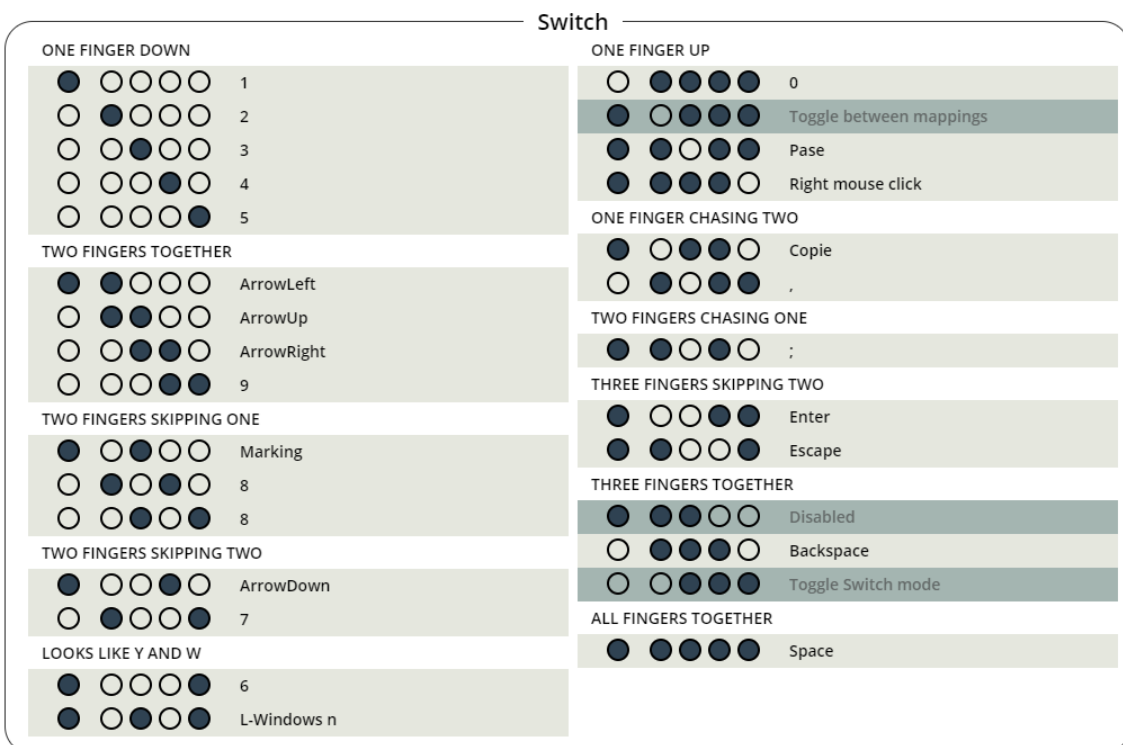 Switch
ONE FINGER DOWN
1
2
3
4
5
TWO FINGERS TOGETHER
ArrowLeft
ArrowUp
ArrowRight
9
TWO FINGERS SKIPPING ONE
Marking
8
8
TWO FINGERS SKIPPING TWO
ArrowDown
7
LOOKS LIKE Y AND W
6
L-Windows n
ONE FINGER UP
0
Toggle between mappings
Pase
Right mouse click
ONE FINGER CHASING TWO
Copie
,
TWO FINGERS CHASING ONE
;
THREE FINGERS SKIPPING TWO
Enter
Escape
THREE FINGERS TOGETHER
Disabled
Backspace
Toggle Switch mode
ALL FINGERS TOGETHER
Space